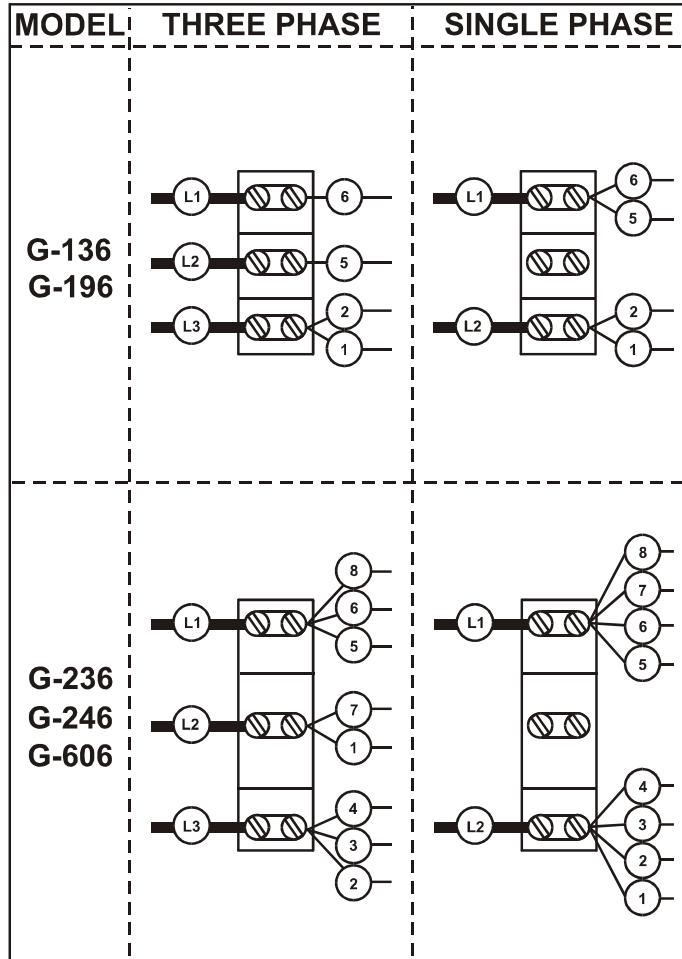 MODEL THREE PHASE SINGLE PHASE
G-136
G-196
L1 6
L2 5
L3 2
1
L1 6
5
L2 2
1
G-236
G-246
G-606
L1 8
6
5
L2 7
1
L3 4
3
2
L1 8
7
6
5
L2 4
3
2
1